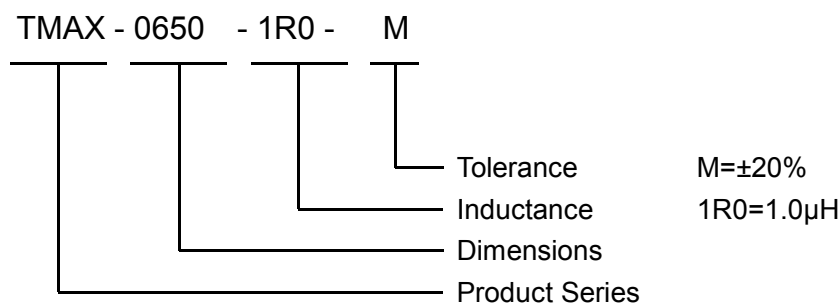 TMAX - 0650 - 1R0 - M
Tolerance M=±20%
Inductance 1R0=1.0µH
Dimensions
Product Series